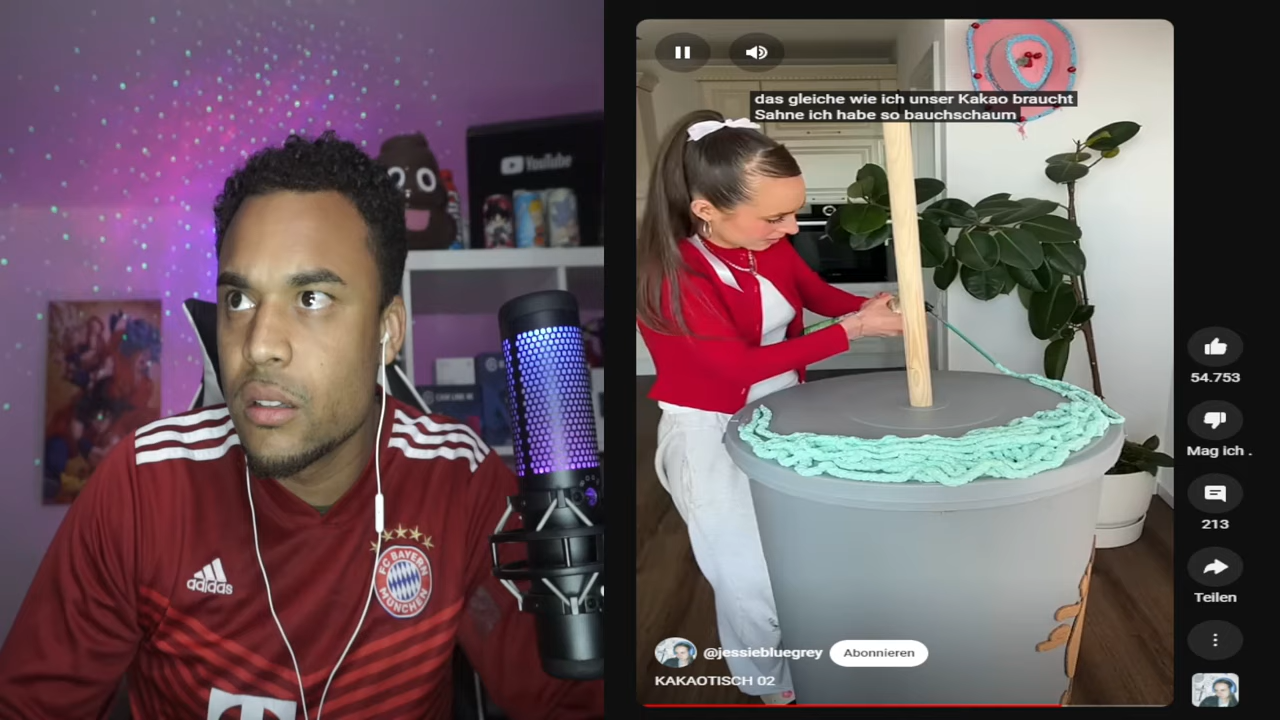 YouTube
adidas
FC BAYERN
MÜNCHEN
T
das gleiche wie ich unser Kakao braucht
Sahne ich habe so bauchschaum
54.753
Mag ich .
213
Teilen
@jessiebluegrey
Abonnieren
KAKAOTISCH 02